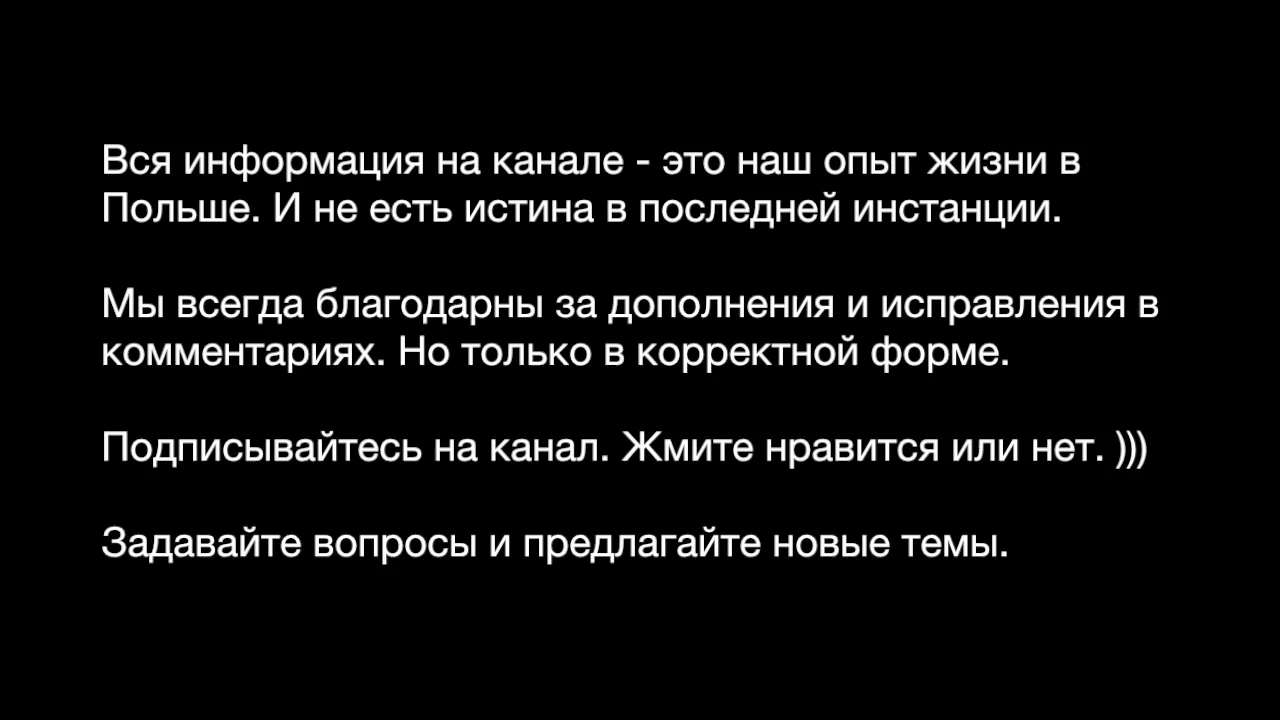 Вся информация на канале - это наш опыт жизни в
Польше. И не есть истина в последней инстанции.
Мы всегда благодарны за дополнения и исправления в
комментариях. Но только в корректной форме.
Подписывайтесь на канал. Жмите нравится или нет. )))
Задавайте вопросы и предлагайте новые темы.